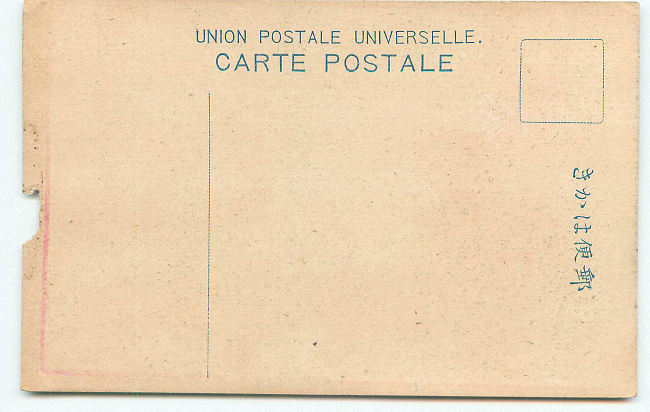 UNION POSTALE UNIVERSELLE.
CARTE POSTALE
きかは便郵